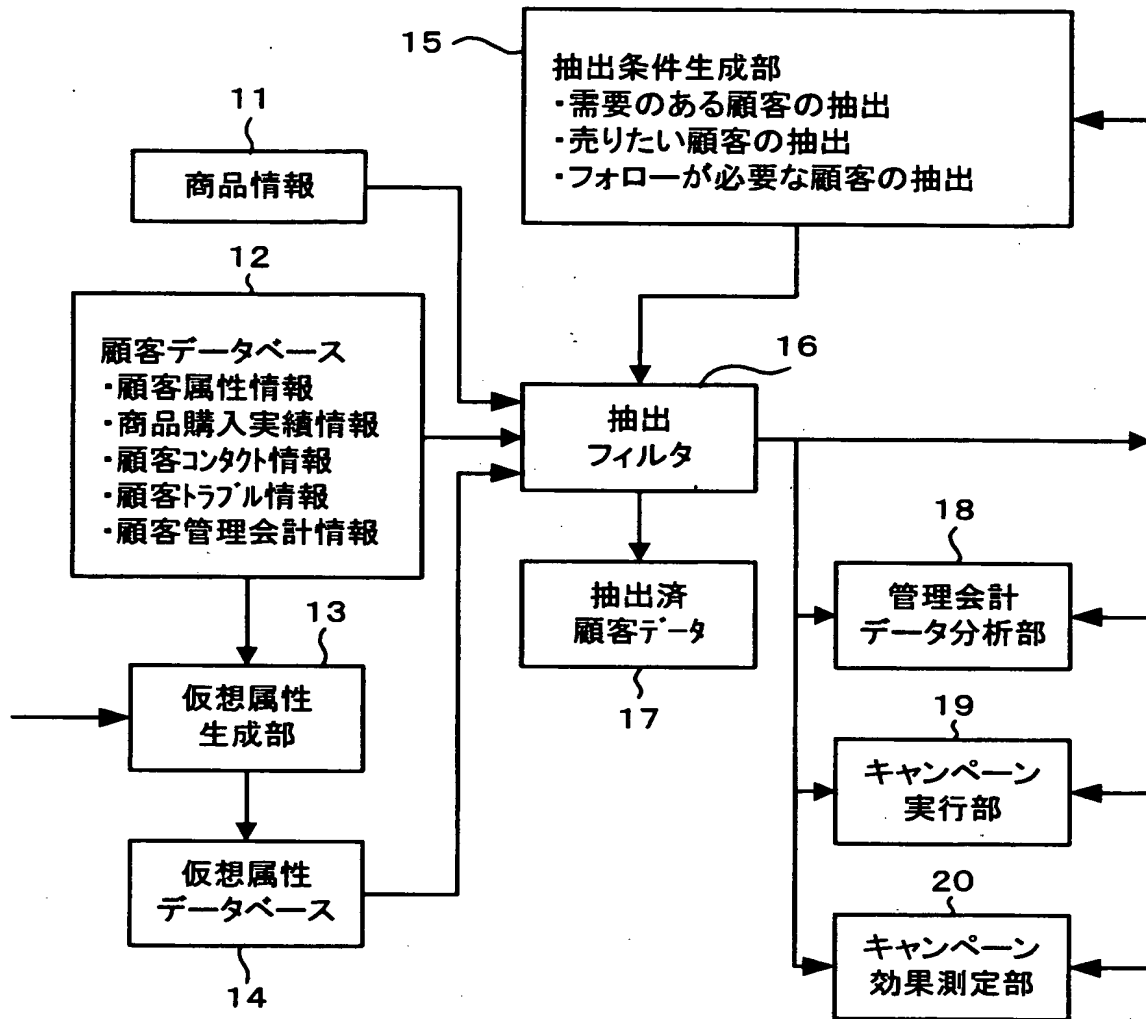 15
抽出条件生成部
・需要のある顧客の抽出
・売りたい顧客の抽出
・フォローが必要な顧客の抽出
11
商品情報
12
顧客データベース
・顧客属性情報
・商品購入実績情報
・顧客コンタクト情報
・顧客トラブル情報
・顧客管理会計情報
16
抽出
フィルタ
13
仮想属性
生成部
抽出済
顧客データ
17
18
管理会計
データ分析部
19
キャンペーン
実行部
仮想属性
データベース
14
20
キャンペーン
効果測定部